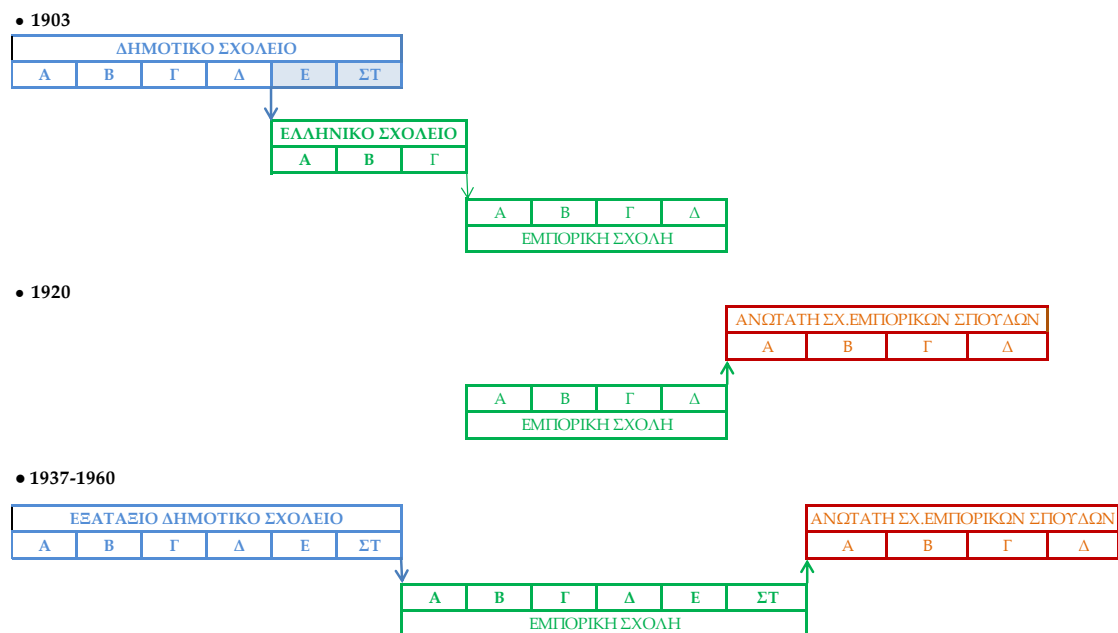 ● 1903
ΔΗΜΟΤΙΚΟ ΣΧΟΛΕΙΟ
Α Β Γ Δ Ε ΣΤ
ΕΛΛΗΝΙΚΟ ΣΧΟΛΕΙΟ
Α Β Γ
Α Β Γ Δ
ΕΜΠΟΡΙΚΗ ΣΧΟΛΗ
● 1920
ΑΝΩΤΑΤΗ ΣΧ.ΕΜΠΟΡΙΚΩΝ ΣΠΟΥΔΩΝ
Α Β Γ Δ
Α Β Γ Δ
ΕΜΠΟΡΙΚΗ ΣΧΟΛΗ
● 1937-1960
ΕΞΑΤΑΞΙΟ ΔΗΜΟΤΙΚΟ ΣΧΟΛΕΙΟ
Α Β Γ Δ Ε ΣΤ
ΑΝΩΤΑΤΗ ΣΧ.ΕΜΠΟΡΙΚΩΝ ΣΠΟΥΔΩΝ
Α Β Γ Δ
Α Β Γ Δ Ε ΣΤ
ΕΜΠΟΡΙΚΗ ΣΧΟΛΗ